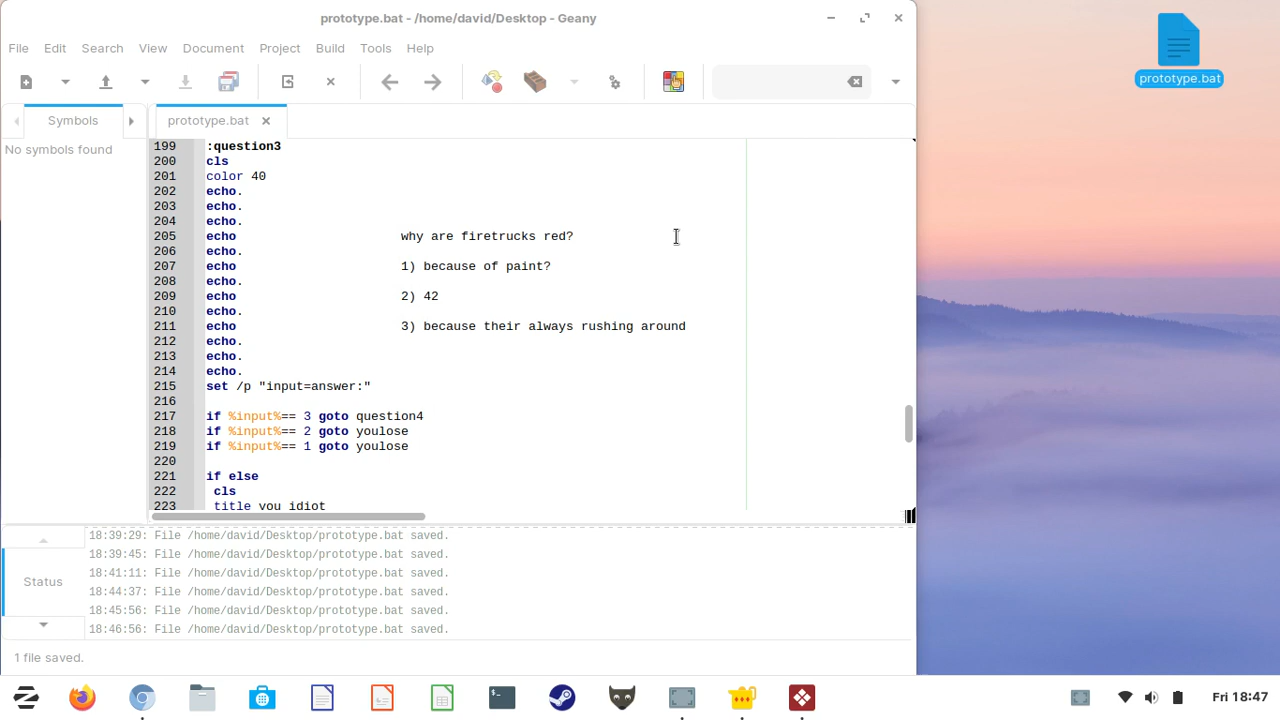 prototype.bat - /home/david/Desktop - Geany
File Edit Search View Document Project Build Tools Help
Symbols
prototype.bat
No symbols found
199 :question3
200 cls
201 color 40
202 echo.
203 echo.
204 echo.
205 echo why are firetrucks red?
206 echo.
207 echo 1) because of paint?
208 echo.
209 echo 2) 42
210 echo.
211 echo 3) because their always rushing around
212 echo.
213 echo.
214 echo.
215 set /p "input=answer:"
216
217 if %input%== 3 goto question4
218 if %input%== 2 goto youlose
219 if %input%== 1 goto youlose
220
221 if else
222 cls
223 title you idiot
18:39:29: File /home/david/Desktop/prototype.bat saved.
18:39:45: File /home/david/Desktop/prototype.bat saved.
18:41:11: File /home/david/Desktop/prototype.bat saved.
18:44:37: File /home/david/Desktop/prototype.bat saved.
18:45:56: File /home/david/Desktop/prototype.bat saved.
18:46:56: File /home/david/Desktop/prototype.bat saved.
Status
1 file saved.
prototype.bat
Fri 18:47